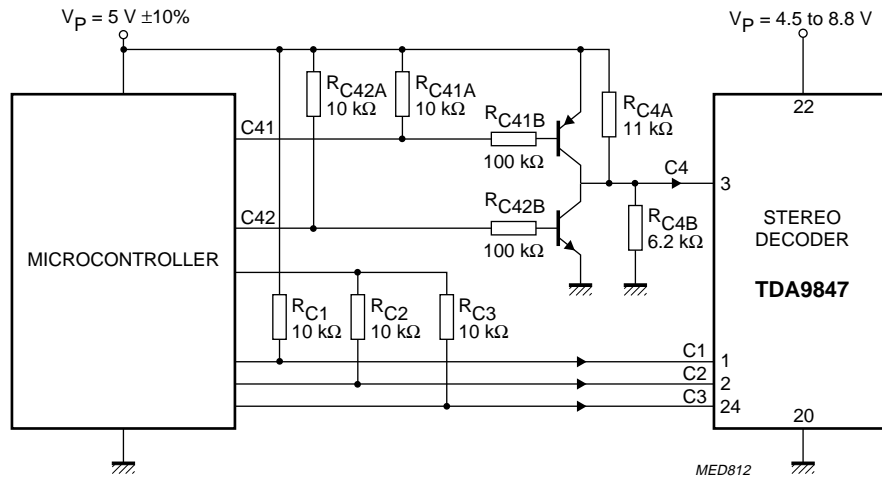 VP = 5 V ±10%
VP = 4.5 to 8.8 V
RC42A
10 kΩ
RC41A
10 kΩ
RC41B
100 kΩ
RC4A
11 kΩ
22
C41
C4
3
C42
RC42B
100 kΩ
RC4B
6.2 kΩ
MICROCONTROLLER
STEREO
DECODER
TDA9847
RC1
10 kΩ
RC2
10 kΩ
RC3
10 kΩ
C1
1
C2
2
C3
24
20
MED812